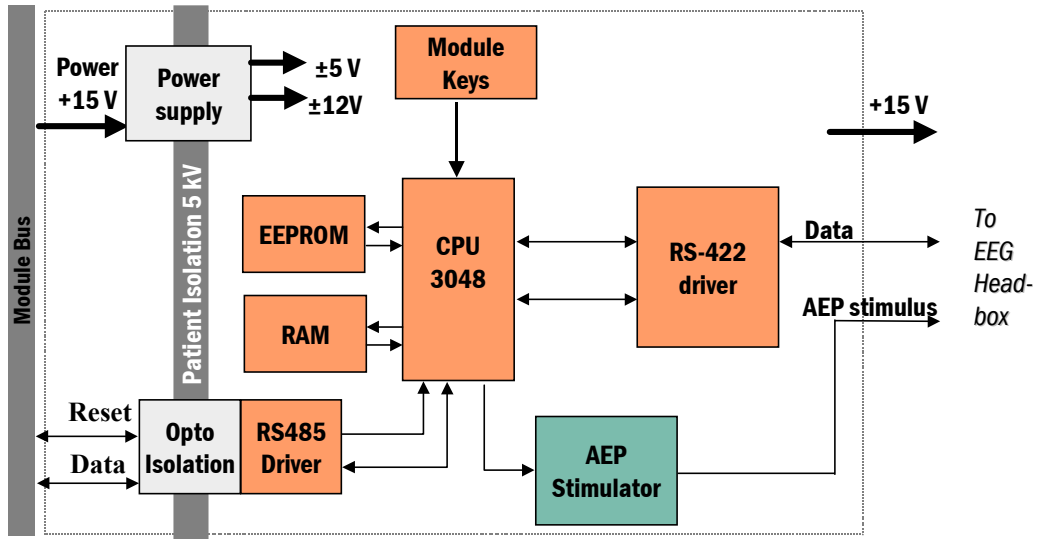 Power
+15 V
Power
supply
±5 V
±12V
Module
Keys
+15 V
Module Bus
Patient Isolation 5 kV
EEPROM
CPU
3048
RS-422
driver
Data
To
EEG
Head-
box
RAM
AEP stimulus
Reset
Data
Opto
Isolation
RS485
Driver
AEP
Stimulator